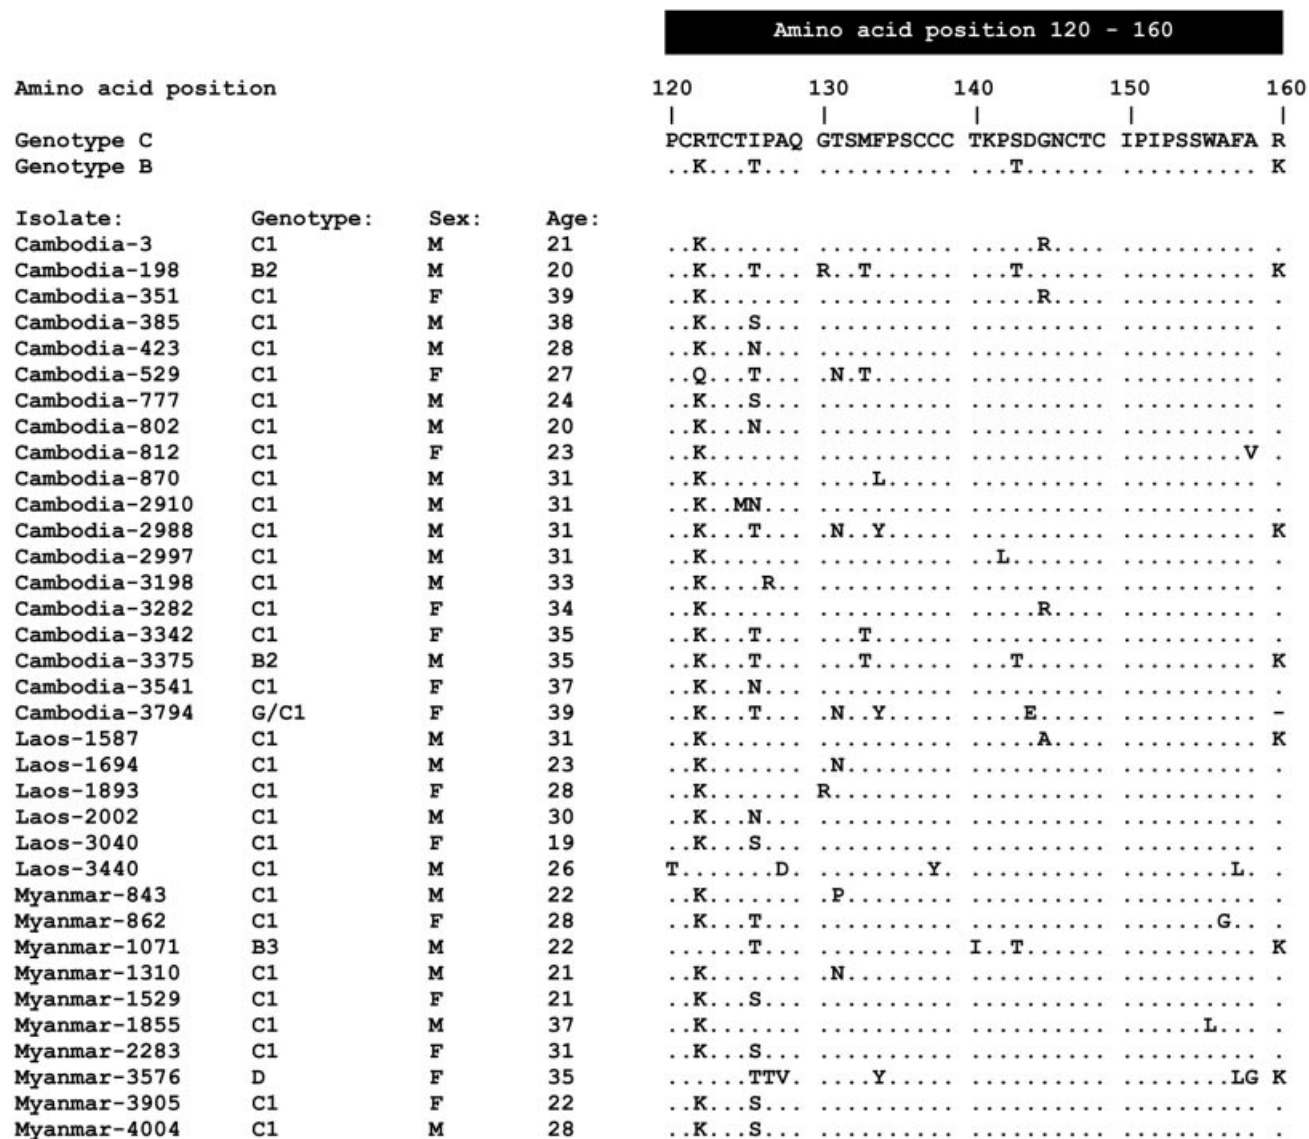 Amino acid position 120 - 160
Amino acid position 120 130 140 150 160
| | | | |
Genotype C PCRTCTIPAQ GTSMFPSCCC TKPSDGNCTC IPIPSSWAFA R
Genotype B ..K...T... .......... ...T...... .......... K
Isolate: Genotype: Sex: Age:
Cambodia-3 C1 M 21 ..K....... .......... .....R.... .......... .
Cambodia-198 B2 M 20 ..K...T... R..T...... ...T...... .......... K
Cambodia-351 C1 F 39 ..K....... .......... .....R.... .......... .
Cambodia-385 C1 M 38 ..K...S... .......... .......... .......... .
Cambodia-423 C1 M 28 ..K...N... .......... .......... .......... .
Cambodia-529 C1 F 27 ..Q...T... .N.T...... .......... .......... .
Cambodia-777 C1 M 24 ..K...S... .......... .......... .......... .
Cambodia-802 C1 M 20 ..K...N... .......... .......... .......... .
Cambodia-812 C1 F 23 ..K....... .......... .......... .........V .
Cambodia-870 C1 M 31 ..K....... ....L..... .......... .......... .
Cambodia-2910 C1 M 31 ..K..MN... .......... .......... .......... .
Cambodia-2988 C1 M 31 ..K...T... .N..Y..... .......... .......... K
Cambodia-2997 C1 M 31 ..K....... .......... ..L....... .......... .
Cambodia-3198 C1 M 33 ..K....R.. .......... .......... .......... .
Cambodia-3282 C1 F 34 ..K....... .......... .....R.... .......... .
Cambodia-3342 C1 F 35 ..K...T... ...T...... .......... .......... .
Cambodia-3375 B2 M 35 ..K...T... ...T...... ...T...... .......... K
Cambodia-3541 C1 F 37 ..K...N... .......... .......... .......... .
Cambodia-3794 G/C1 F 39 ..K...T... .N..Y..... ....E..... .......... -
Laos-1587 C1 M 31 ..K....... .......... .....A.... .......... K
Laos-1694 C1 M 23 ..K....... .N........ .......... .......... .
Laos-1893 C1 F 28 ..K....... R......... .......... .......... .
Laos-2002 C1 M 30 ..K...N... .......... .......... .......... .
Laos-3040 C1 F 19 ..K...S... .......... .......... .......... .
Laos-3440 C1 M 26 T.......D. ........Y. .......... ........L. .
Myanmar-843 C1 M 22 ..K....... .P........ .......... .......... .
Myanmar-862 C1 F 28 ..K...T... .......... .......... .......G.. .
Myanmar-1071 B3 M 22 ......T... .......... I..T...... .......... K
Myanmar-1310 C1 M 21 ..K....... .N........ .......... .......... .
Myanmar-1529 C1 F 21 ..K...S... .......... .......... .......... .
Myanmar-1855 C1 M 37 ..K....... .......... .......... ......L... .
Myanmar-2283 C1 F 31 ..K...S... .......... .......... .......... .
Myanmar-3576 D F 35 ......TTV. ....Y..... .......... ........LG K
Myanmar-3905 C1 F 22 ..K...S... .......... .......... .......... .
Myanmar-4004 C1 M 28 ..K...S... .......... .......... .......... .